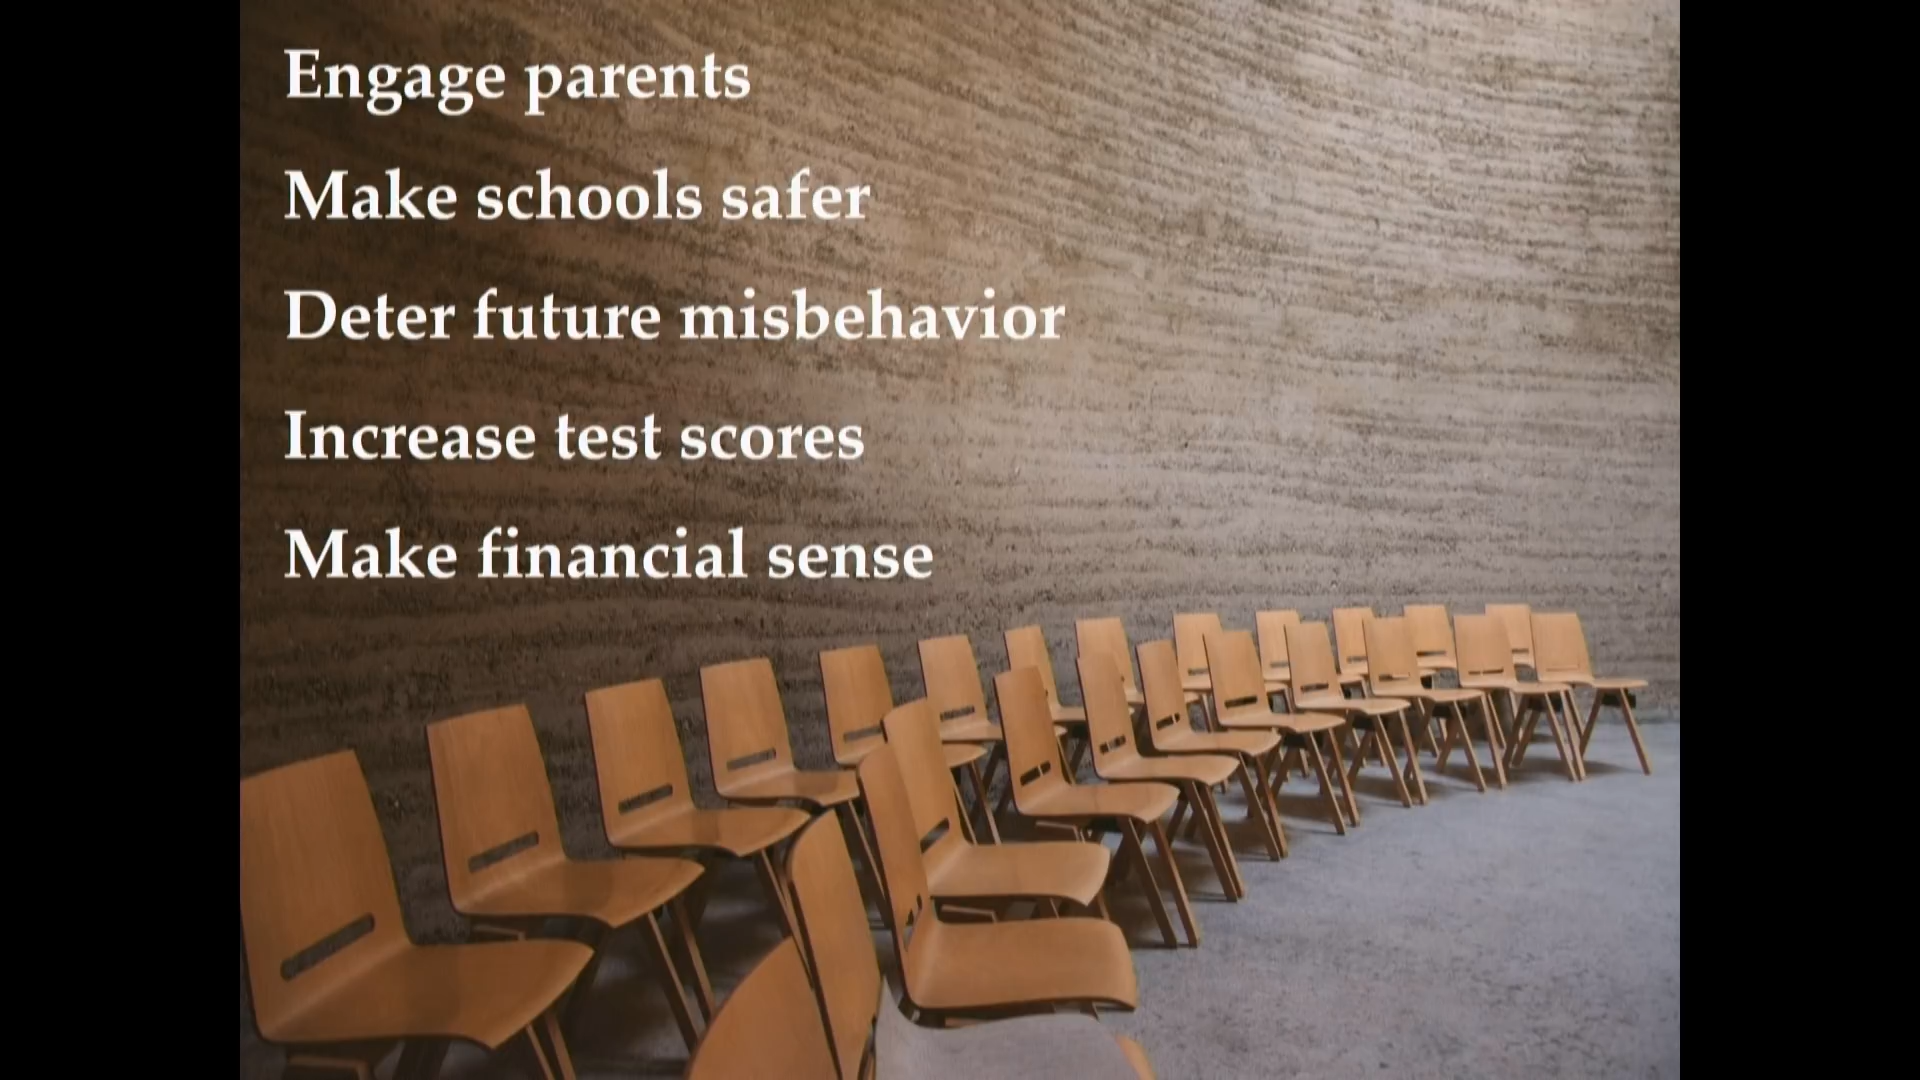 Engage parents
Make schools safer
Deter future misbehavior
Increase test scores
Make financial sense